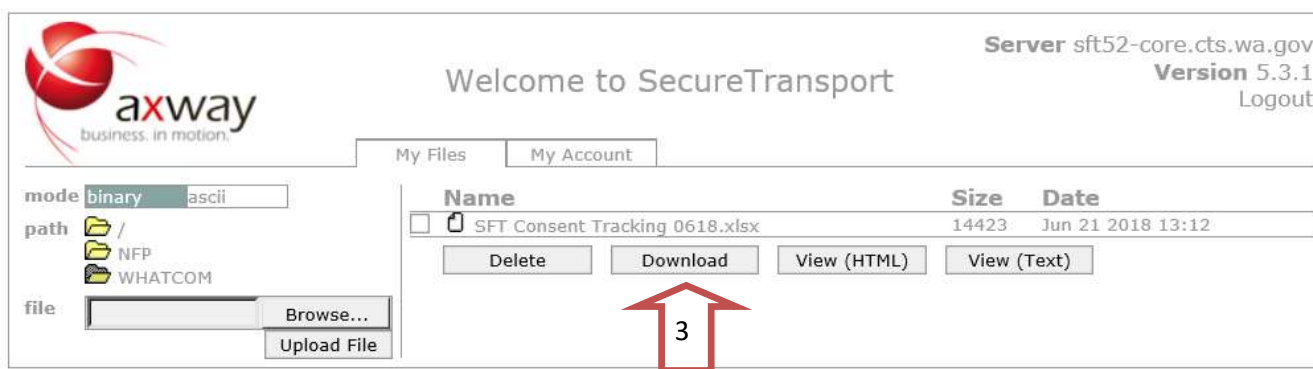 axway
business. in motion.
Welcome to SecureTransport
Server sft52-core.cts.wa.gov
Version 5.3.1
Logout
My Files
My Account
mode binary ascii
path /
NFP
WHATCOM
file Browse...
Upload File
Name Size Date
SFT Consent Tracking 0618.xlsx 14423 Jun 21 2018 13:12
Delete Download View (HTML) View (Text)
3